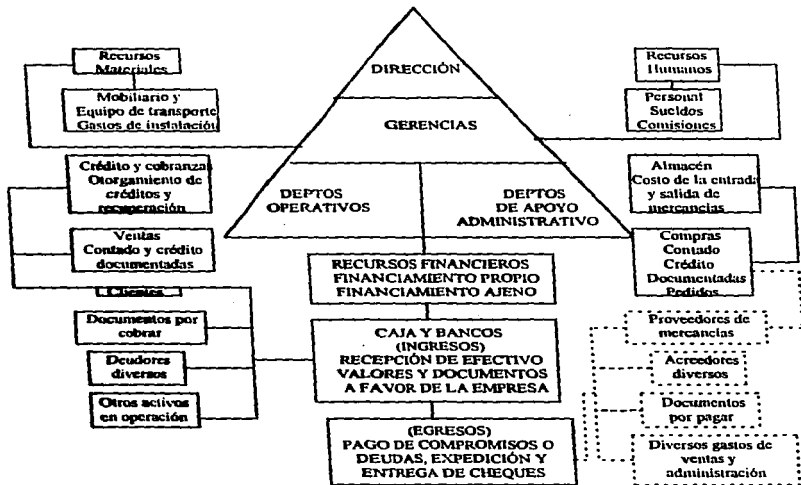 Recursos
Materiales
Mobiliario y
Equipo de transporte
Gastos de instalación
Crédito y cobranzas
Otorgamiento de
créditos y
recuperación
Ventas
Contado y crédito
documentadas
Clientes
Documentos por
cobrar
Deudores
diversos
Otros activos
en operación
DIRECCIÓN
GERENCIAS
DEPTOS
OPERATIVOS
DEPTOS
DE APOYO
ADMINISTRATIVO
RECURSOS FINANCIEROS
FINANCIAMIENTO PROPIO
FINANCIAMIENTO AJENO
CAJA Y BANCOS
(INGRESOS)
RECEPCIÓN DE EFECTIVO
VALORES Y DOCUMENTOS
A FAVOR DE LA EMPRESA
(EGRESOS)
PAGO DE COMPROMISOS O
DEUDAS, EXPEDICIÓN Y
ENTREGA DE CHEQUES
Recursos
Humanos
Personal
Sueldos
Comisiones
Almacén
Costo de la entrada
y salida de
mercancías
Compras
Contado
Crédito
Documentadas
Pedidos
Proveedores de
mercancías
Acreedores
diversos
Documentos
por pagar
Diversos gastos de
ventas y
administración